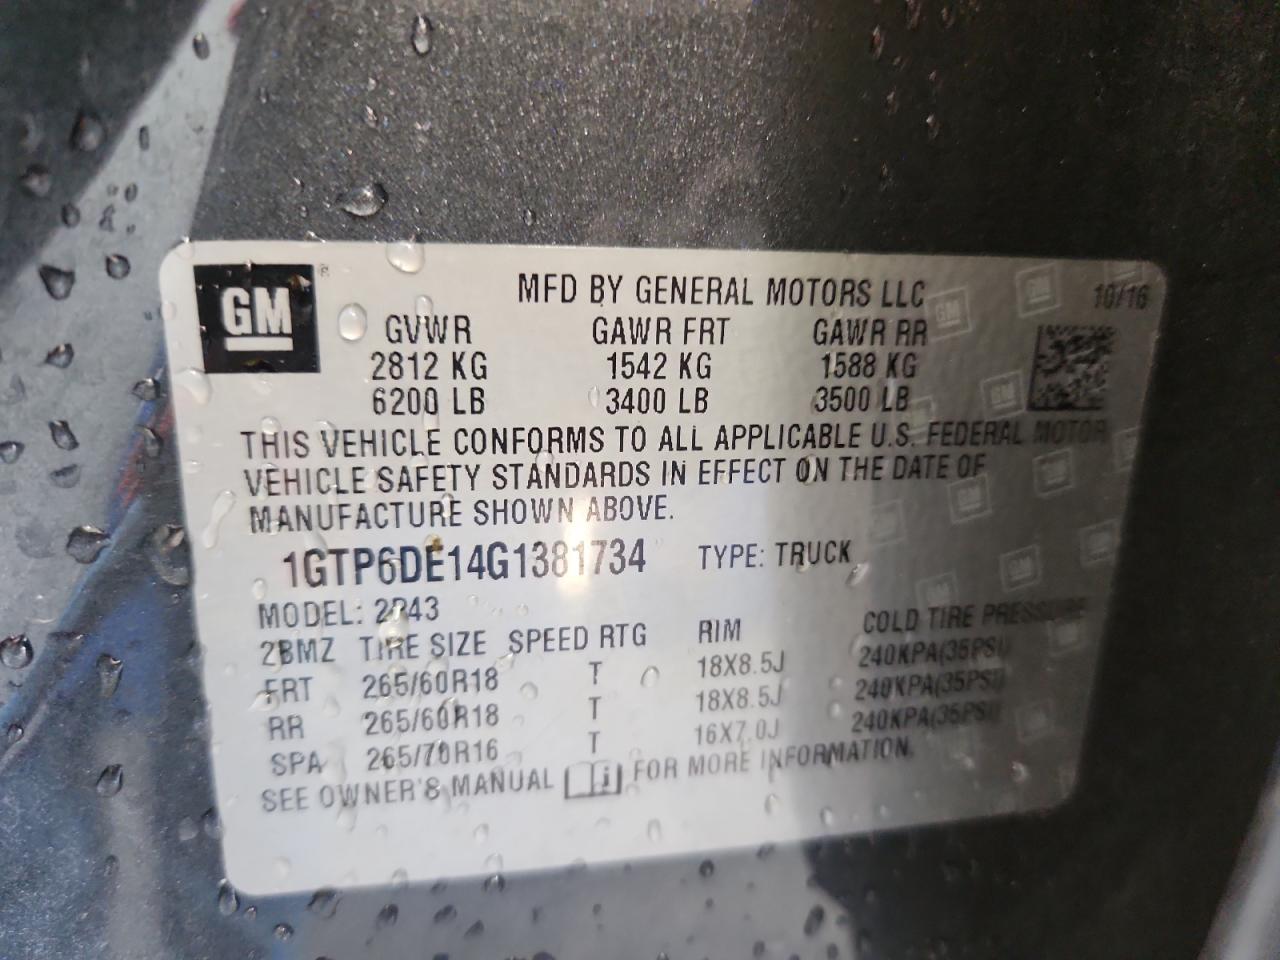 GM ®
MFD BY GENERAL MOTORS LLC 10/16
GVWR GAWR FRT GAWR RR
2812 KG 1542 KG 1588 KG
6200 LB 3400 LB 3500 LB
THIS VEHICLE CONFORMS TO ALL APPLICABLE U.S. FEDERAL MOTOR
VEHICLE SAFETY STANDARDS IN EFFECT ON THE DATE OF
MANUFACTURE SHOWN ABOVE.
1GTP6DE14G1381734 TYPE: TRUCK
MODEL: 2P43
2BMZ TIRE SIZE SPEED RTG RIM COLD TIRE PRESSURE
FRT 265/60R18 T 18X8.5J 240KPA(35PSI)
RR 265/60R18 T 18X8.5J 240KPA(35PSI)
SPA 265/70R16 T 16X7.0J 240KPA(35PSI)
SEE OWNER'S MANUAL FOR MORE INFORMATION.